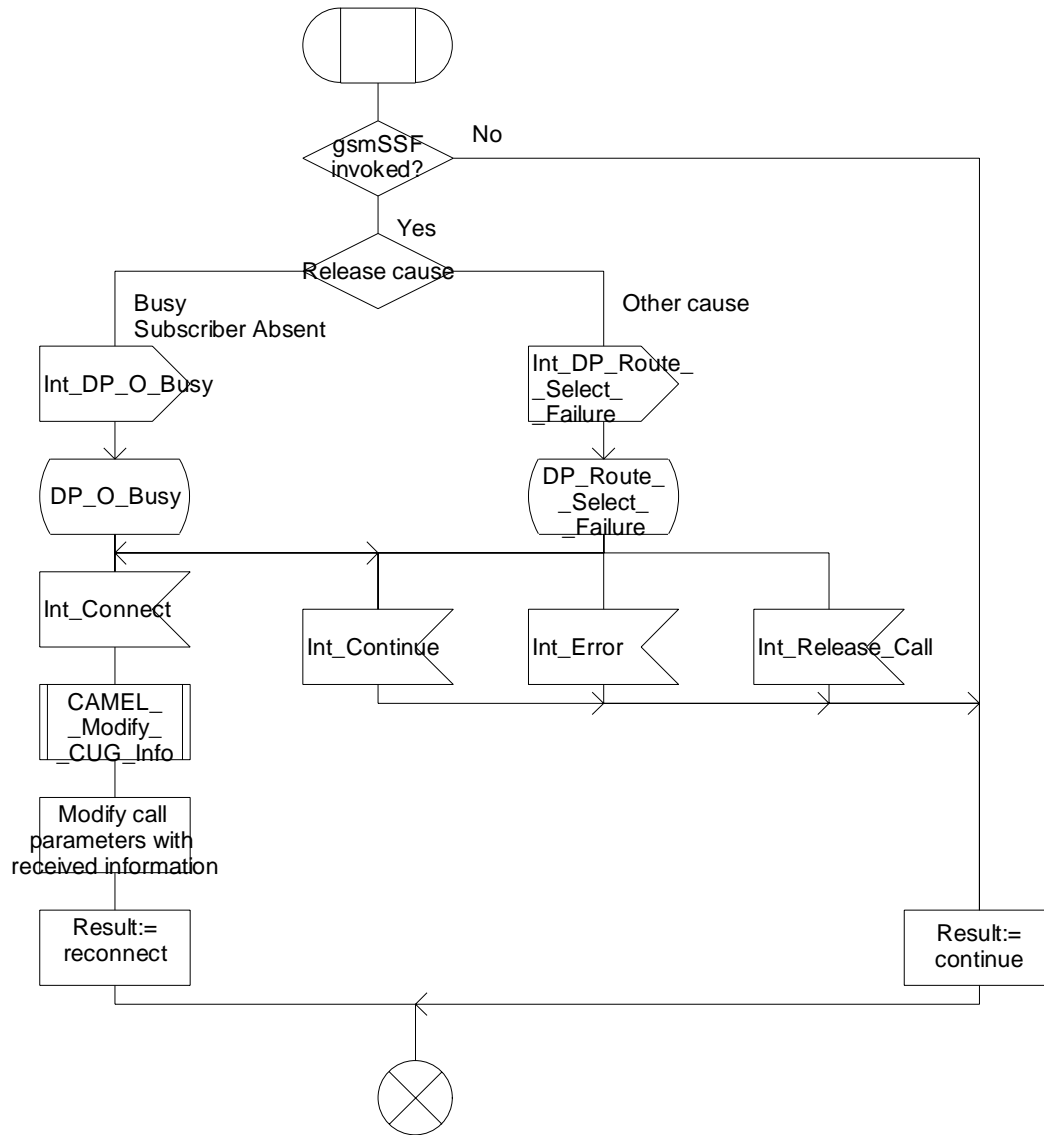 gsmSSF
invoked?
No
Yes
Release cause
Busy
Subscriber Absent
Other cause
Int_DP_O_Busy
Int_DP_Route_
_Select_
_Failure
DP_O_Busy
DP_Route_
_Select_
_Failure
Int_Connect
Int_Continue
Int_Error
Int_Release_Call
CAMEL_
_Modify_
_CUG_Info
Modify call
parameters with
received information
Result:=
reconnect
Result:=
continue